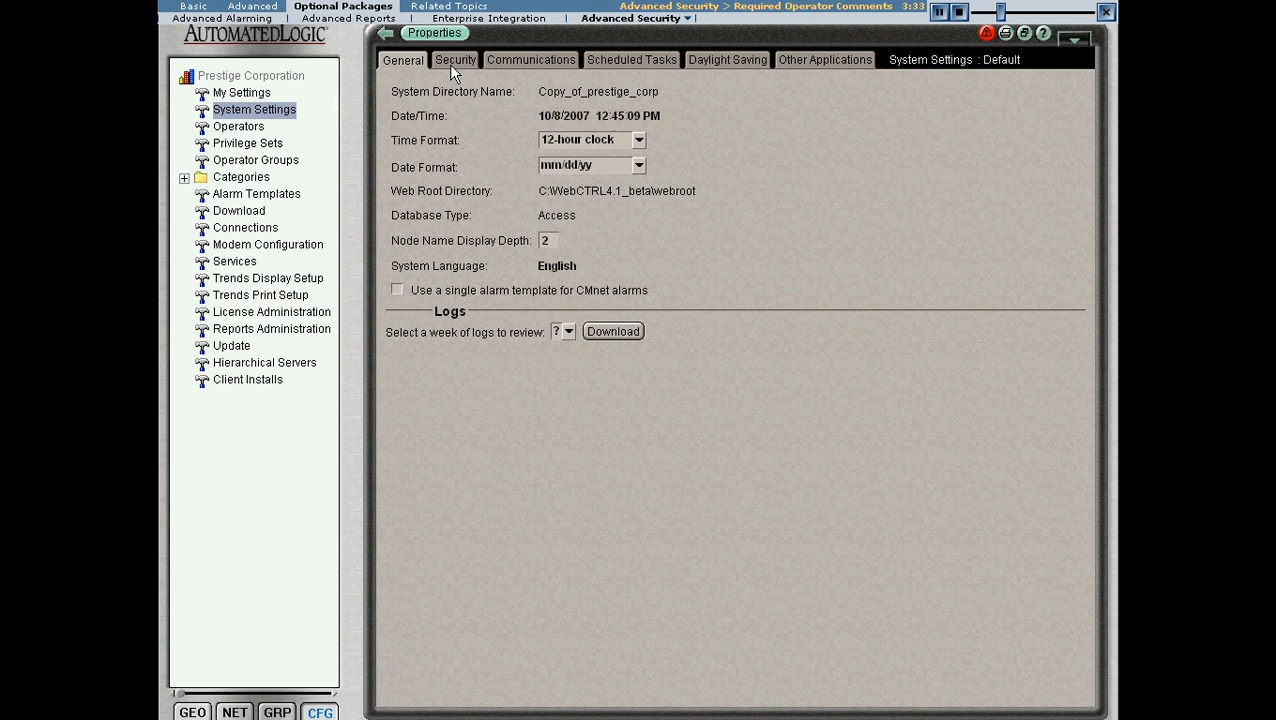 Basic Advanced Optional Packages Related Topics Advanced Security > Required Operator Comments 3:33
Advanced Alarming | Advanced Reports | Enterprise Integration | Advanced Security |
AUTOMATEDLOGIC
Properties
General Security Communications Scheduled Tasks Daylight Saving Other Applications System Settings : Default
Prestige Corporation
My Settings
System Settings
Operators
Privilege Sets
Operator Groups
Categories
Alarm Templates
Download
Connections
Modem Configuration
Services
Trends Display Setup
Trends Print Setup
License Administration
Reports Administration
Update
Hierarchical Servers
Client Installs
GEO NET GRP CFG
System Directory Name: Copy_of_prestige_corp
Date/Time: 10/8/2007 12:45:09 PM
Time Format: 12-hour clock
Date Format: mm/dd/yy
Web Root Directory: C:\WebCTRL4.1_beta\webroot
Database Type: Access
Node Name Display Depth: 2
System Language: English
Use a single alarm template for CMnet alarms
Logs
Select a week of logs to review: ? Download